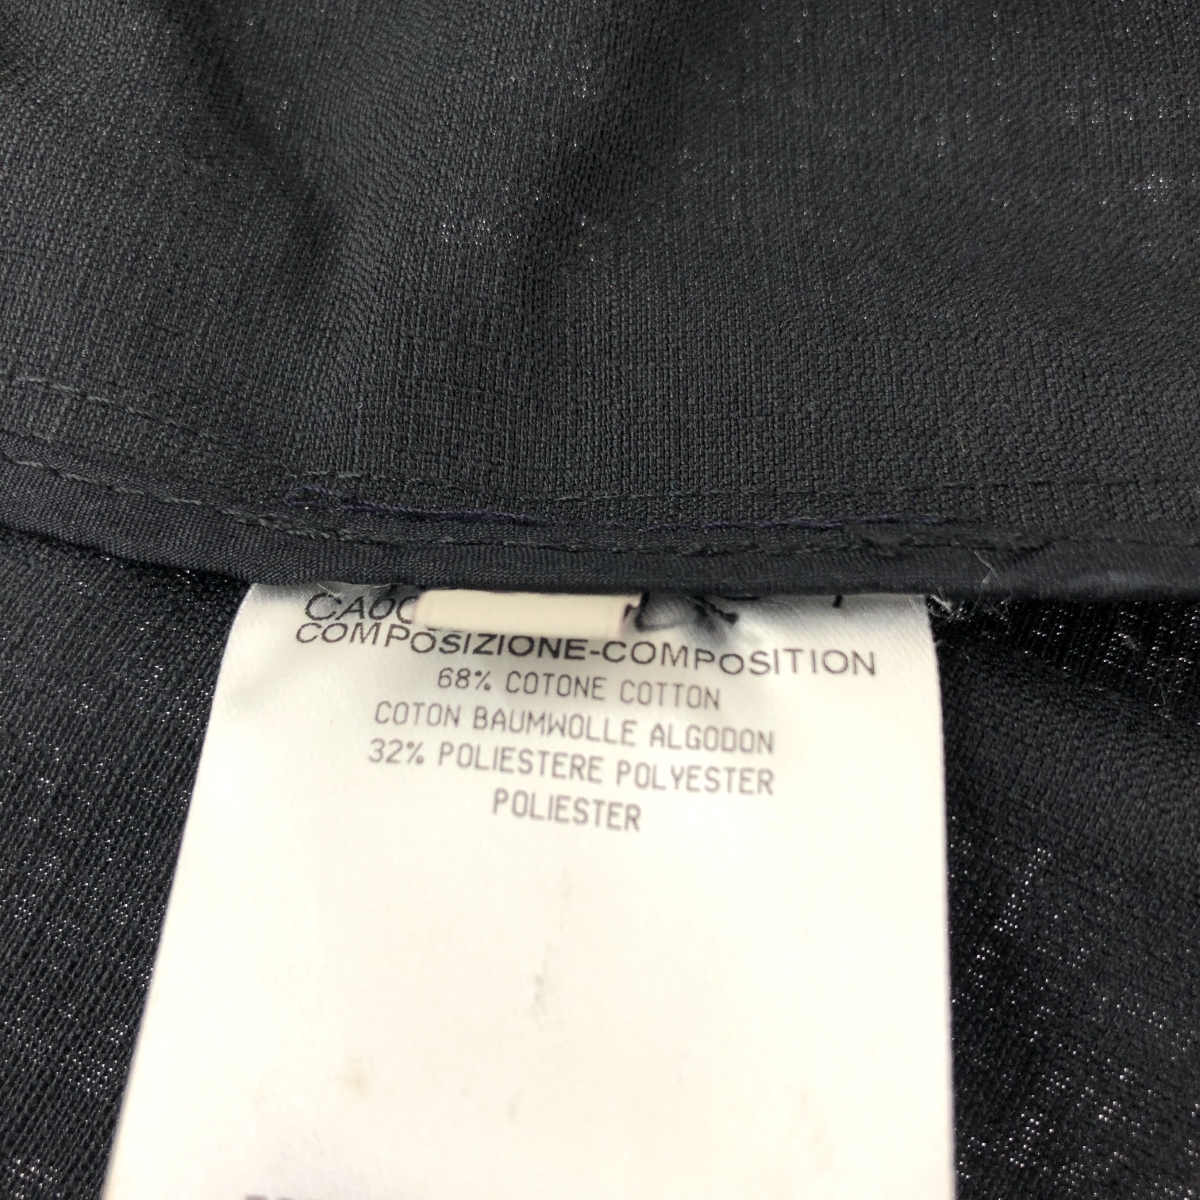 COMPOSIZIONE-COMPOSITION
68% COTONE COTTON
COTON BAUMWOLLE ALGODON
32% POLIESTERE POLYESTER
POLIESTER